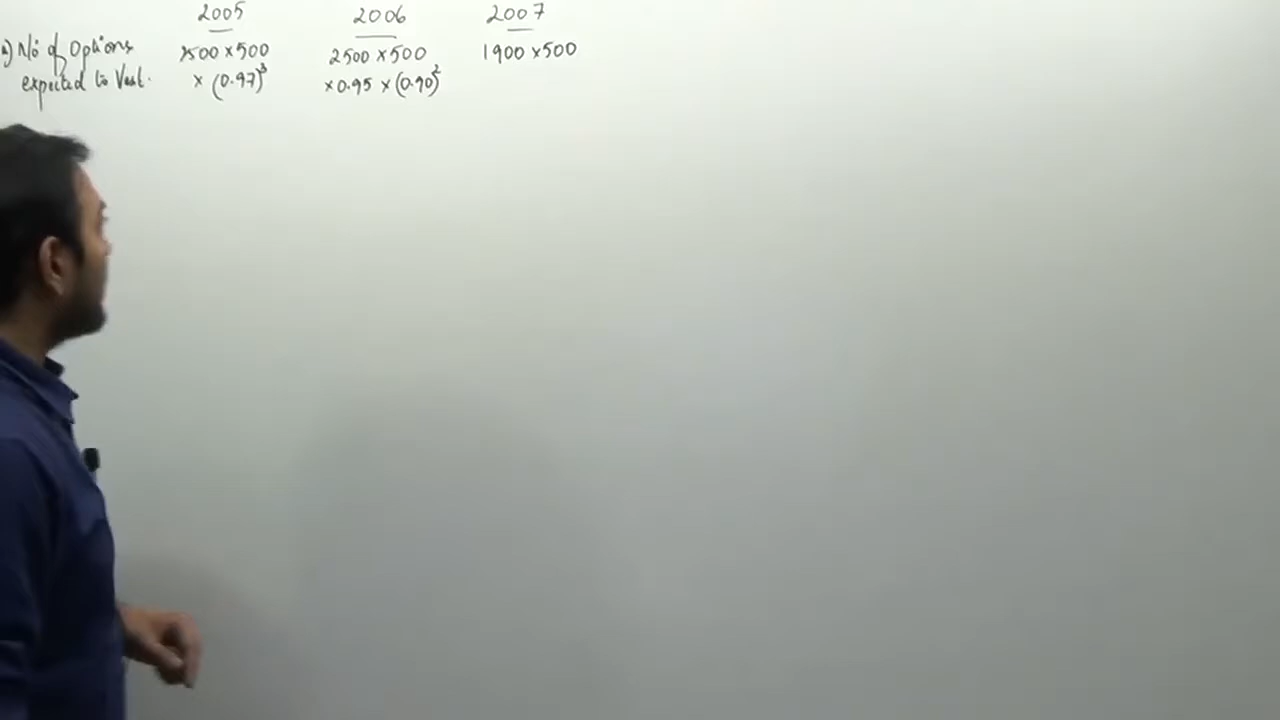 2005 2006 2007
a) No of Options 2500 × 500 2500 × 500 1900 × 500
expected to Vest. × (0.97)³ × 0.95 × (0.90)²